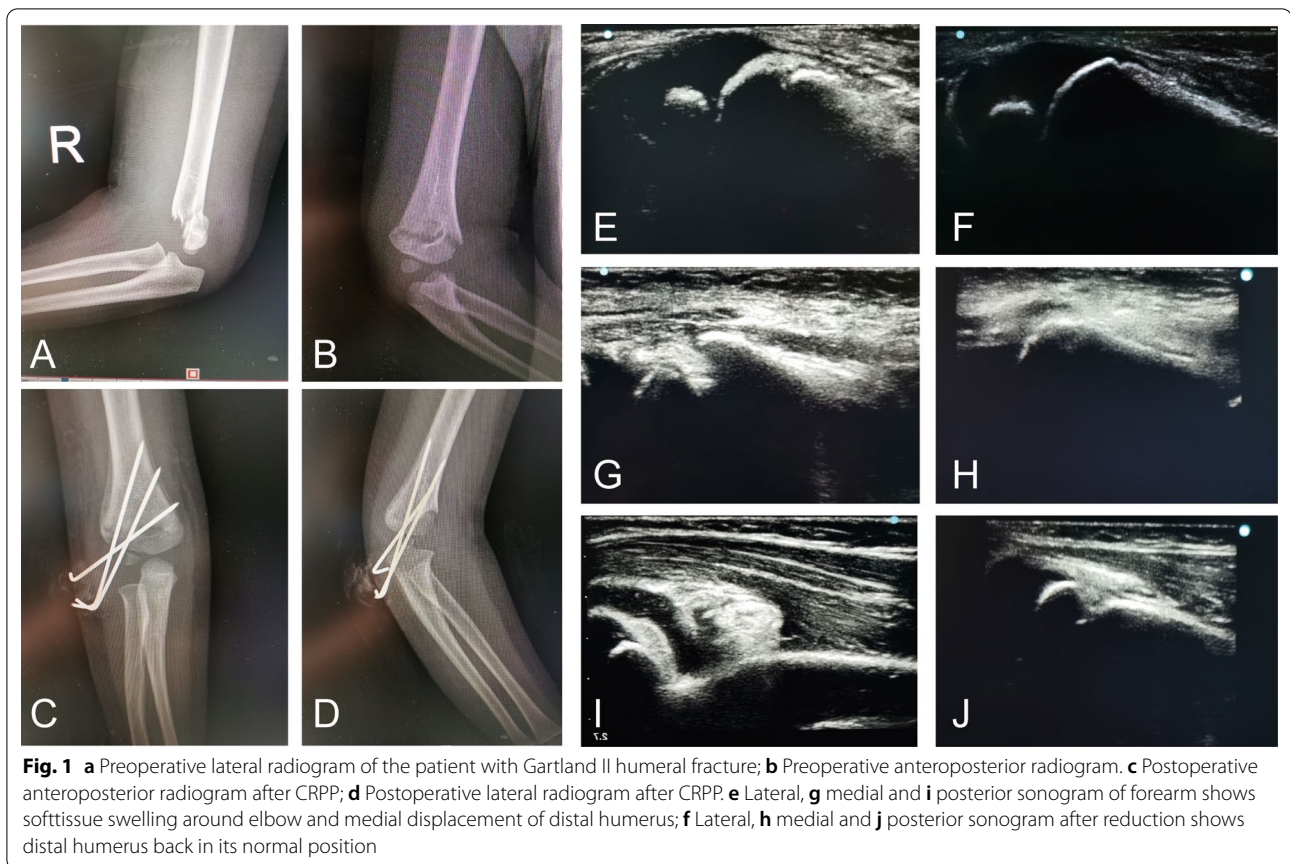 R
A
B
C
D
E
F
G
H
I
2.7
J
Fig. 1 a Preoperative lateral radiogram of the patient with Gartland II humeral fracture; b Preoperative anteroposterior radiogram. c Postoperative
anteroposterior radiogram after CRPP; d Postoperative lateral radiogram after CRPP. e Lateral, g medial and i posterior sonogram of forearm shows
softtissue swelling around elbow and medial displacement of distal humerus; f Lateral, h medial and j posterior sonogram after reduction shows
distal humerus back in its normal position